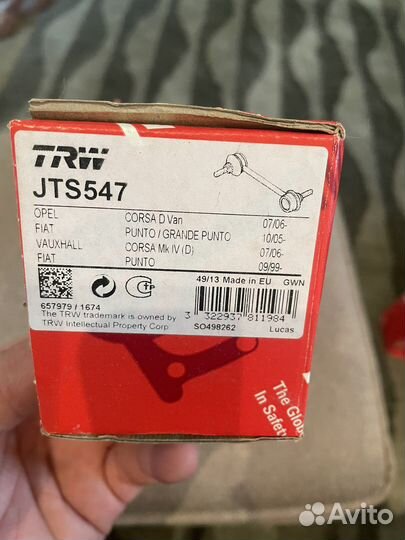 TRW
JTS547
OPEL CORSA D Van 07/06-
FIAT PUNTO / GRANDE PUNTO 10/05-
VAUXHALL CORSA Mk IV (D) 07/06-
FIAT PUNTO 09/99-
49/13 Made in EU GWN
657979 / 1674
The TRW trademark is owned by
TRW Intellectual Property Corp
3 322937 811984
SO498262 Lucas
The Glob
In Safety
Avito